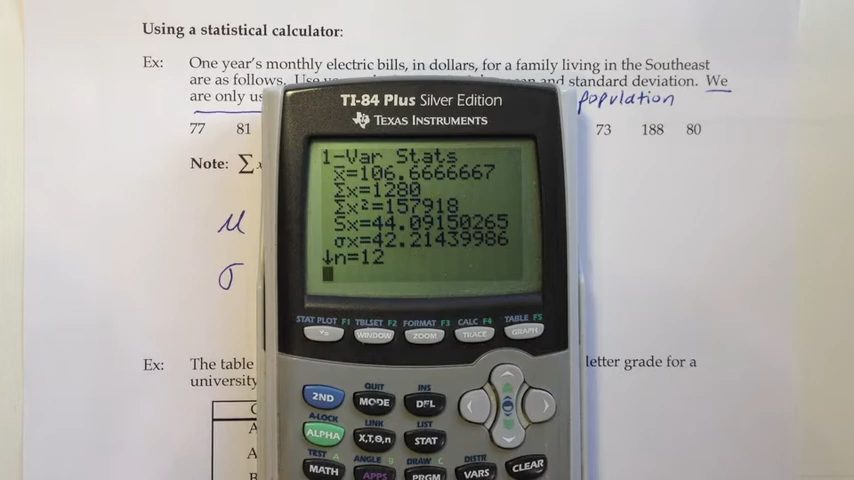 Using a statistical calculator:
Ex: One year's monthly electric bills, in dollars, for a family living in the Southeast
are as follows. and standard deviation. We
are only population
77 81 73 188 80
Note: ∑
TI-84 Plus Silver Edition
TEXAS INSTRUMENTS
1-Var Stats
x̄=106.6666667
Σx=1280
Σx²=157918
Sx=44.09150265
σx=42.21439986
↓n=12
μ
σ
STAT PLOT F1 TBLSET F2 FORMAT F3 CALC F4 TABLE F5
Y= WINDOW ZOOM TRACE GRAPH
Ex: The table letter grade for a
university
QUIT INS
2ND MODE DEL
A-LOCK LINK LIST
ALPHA X,T,Θ,n STAT
TEST A ANGLE B DRAW C DISTR
MATH APPS PRGM VARS CLEAR